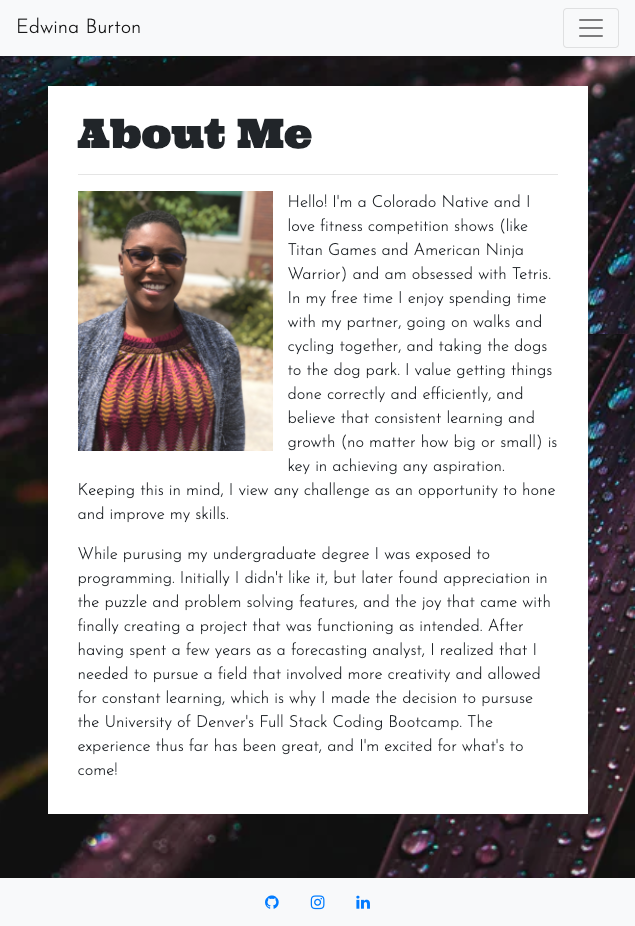 Edwina Burton
About Me
Hello! I'm a Colorado Native and I
love fitness competition shows (like
Titan Games and American Ninja
Warrior) and am obsessed with Tetris.
In my free time I enjoy spending time
with my partner, going on walks and
cycling together, and taking the dogs
to the dog park. I value getting things
done correctly and efficiently, and
believe that consistent learning and
growth (no matter how big or small) is
key in achieving any aspiration.
Keeping this in mind, I view any challenge as an opportunity to hone
and improve my skills.
While purusing my undergraduate degree I was exposed to
programming. Initially I didn't like it, but later found appreciation in
the puzzle and problem solving features, and the joy that came with
finally creating a project that was functioning as intended. After
having spent a few years as a forecasting analyst, I realized that I
needed to pursue a field that involved more creativity and allowed
for constant learning, which is why I made the decision to pursuse
the University of Denver's Full Stack Coding Bootcamp. The
experience thus far has been great, and I'm excited for what's to
come!